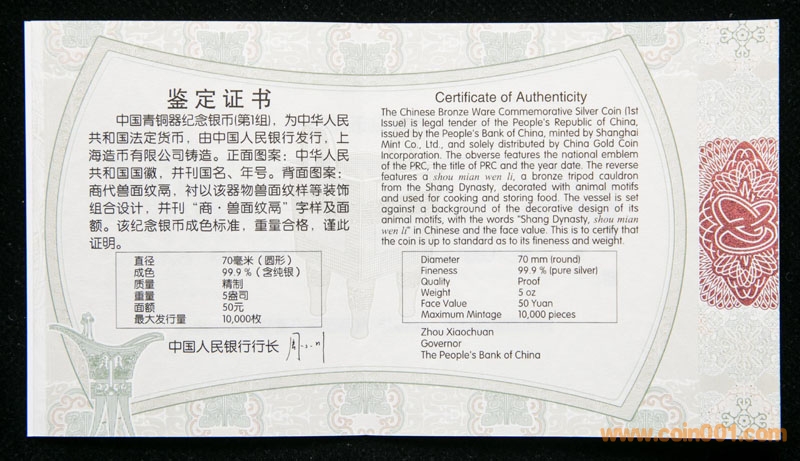 鉴定证书
中国青铜器纪念银币(第1组)，为中华人民
共和国法定货币，由中国人民银行发行，上
海造币有限公司铸造。正面图案：中华人民
共和国国徽，并刊国名、年号。背面图案：
商代兽面纹鬲，衬以该器物兽面纹样等装饰
组合设计，并刊“商·兽面纹鬲”字样及面
额。该纪念银币成色标准，重量合格，谨此
证明。
直径 70毫米（圆形）
成色 99.9％（含纯银）
质量 精制
重量 5盎司
面额 50元
最大发行量 10,000枚
中国人民银行行长
Certificate of Authenticity
The Chinese Bronze Ware Commemorative Silver Coin (1st
Issue) is legal tender of the People's Republic of China,
issued by the People's Bank of China, minted by Shanghai
Mint Co., Ltd., and solely distributed by China Gold Coin
Incorporation. The obverse features the national emblem
of the PRC, the title of PRC and the year date. The reverse
features a shou mian wen li, a bronze tripod cauldron
from the Shang Dynasty, decorated with animal motifs
and used for cooking and storing food. The vessel is set
against a background of the decorative design of its
animal motifs, with the words "Shang Dynasty, shou mian
wen li" in Chinese and the face value. This is to certify that
the coin is up to standard as to its fineness and weight.
Diameter 70 mm (round)
Fineness 99.9 % (pure silver)
Quality Proof
Weight 5 oz
Face Value 50 Yuan
Maximum Mintage 10,000 pieces
Zhou Xiaochuan
Governor
The People's Bank of China
www.coin001.com